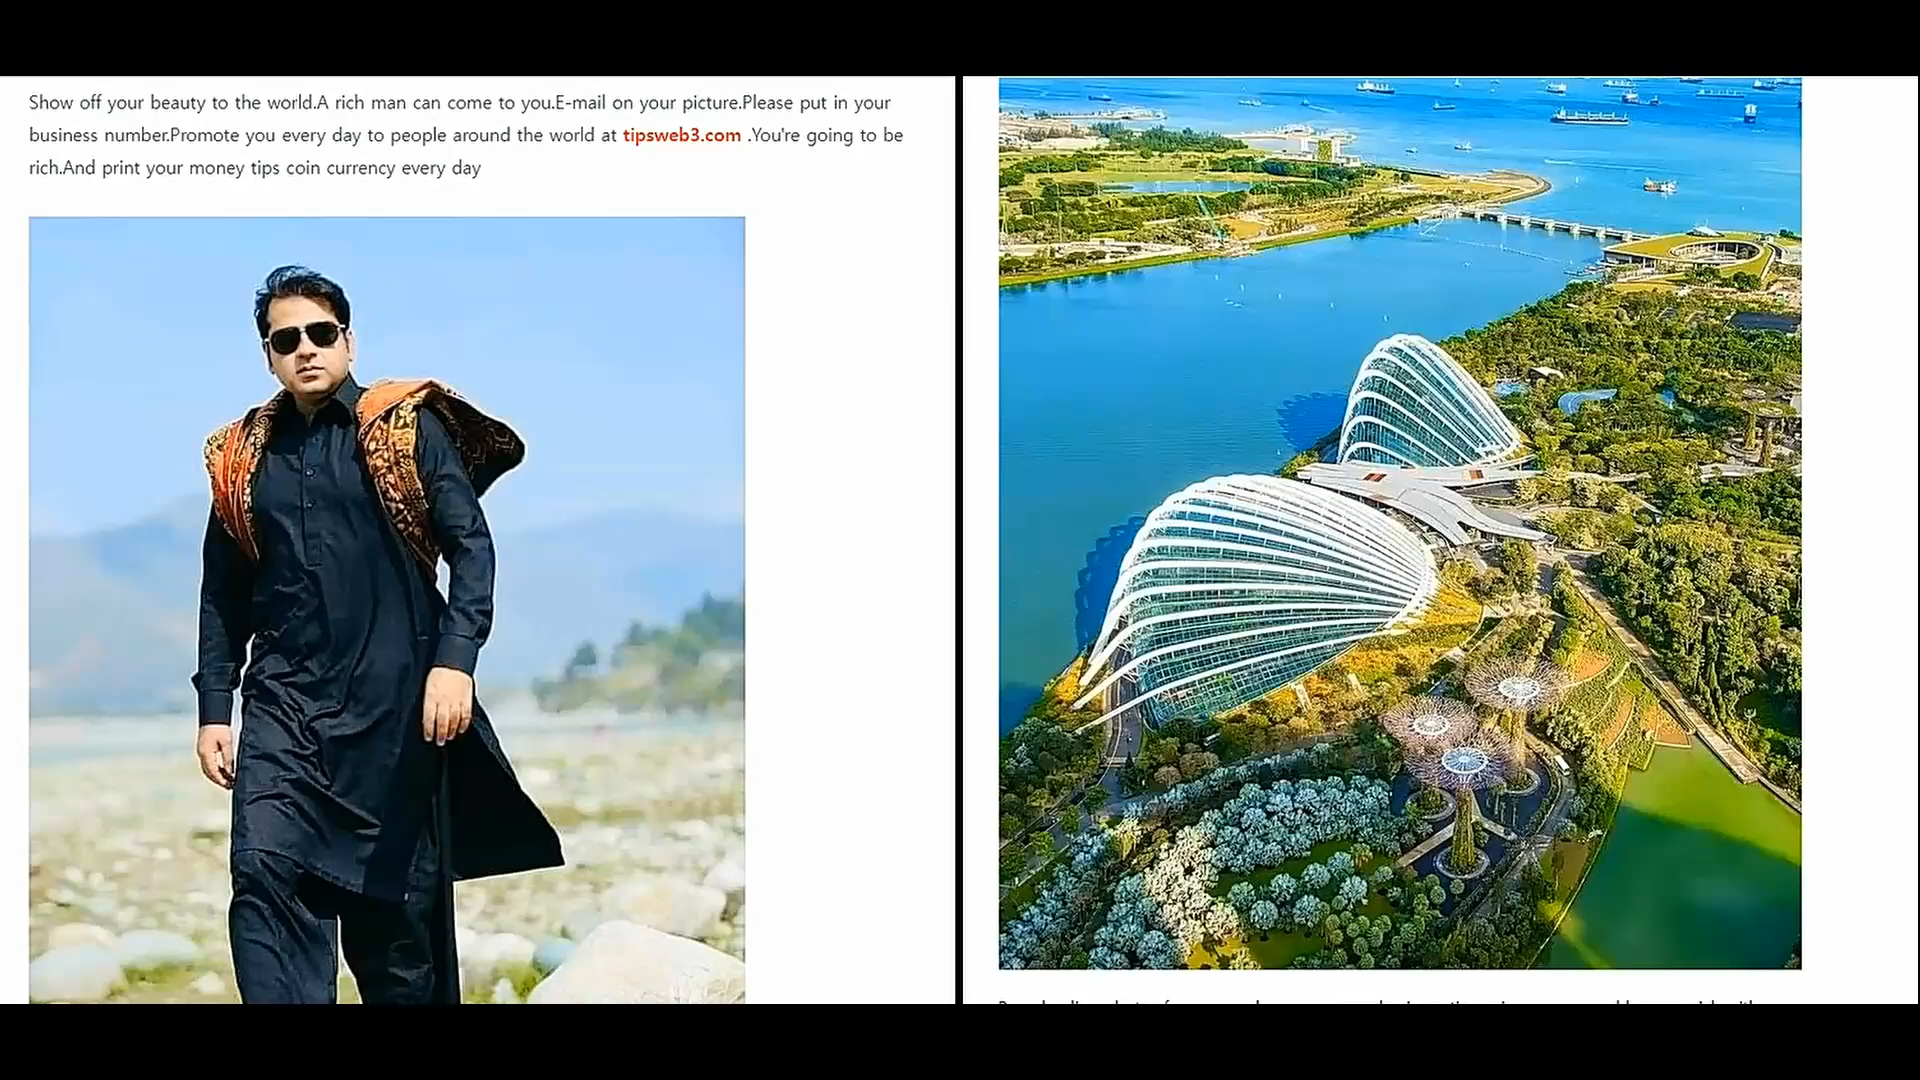 Show off your beauty to the world.A rich man can come to you.E-mail on your picture.Please put in your
business number.Promote you every day to people around the world at tipsweb3.com .You're going to be
rich.And print your money tips coin currency every day